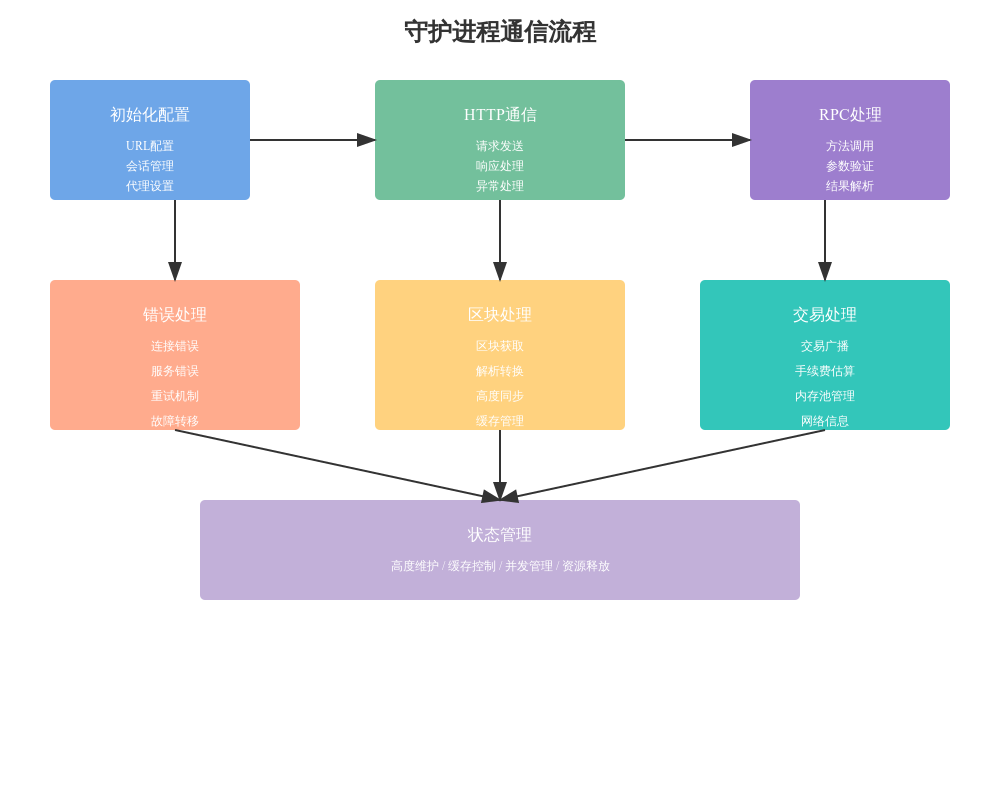 守护进程通信流程
初始化配置
URL配置
会话管理
代理设置
HTTP通信
请求发送
响应处理
异常处理
RPC处理
方法调用
参数验证
结果解析
错误处理
连接错误
服务错误
重试机制
故障转移
区块处理
区块获取
解析转换
高度同步
缓存管理
交易处理
交易广播
手续费估算
内存池管理
网络信息
状态管理
高度维护 / 缓存控制 / 并发管理 / 资源释放